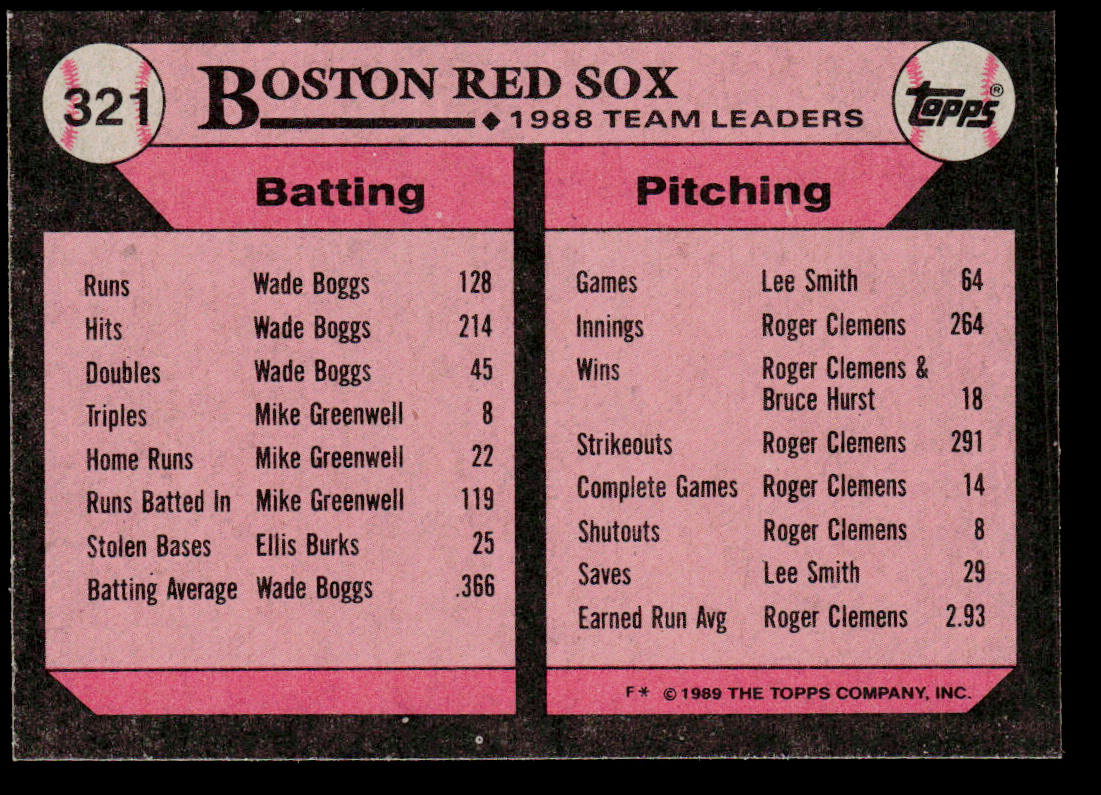 321
BOSTON RED SOX
◆ 1988 TEAM LEADERS
TOPPS®
Batting
Runs Wade Boggs 128
Hits Wade Boggs 214
Doubles Wade Boggs 45
Triples Mike Greenwell 8
Home Runs Mike Greenwell 22
Runs Batted In Mike Greenwell 119
Stolen Bases Ellis Burks 25
Batting Average Wade Boggs .366
Pitching
Games Lee Smith 64
Innings Roger Clemens 264
Wins Roger Clemens &
Bruce Hurst 18
Strikeouts Roger Clemens 291
Complete Games Roger Clemens 14
Shutouts Roger Clemens 8
Saves Lee Smith 29
Earned Run Avg Roger Clemens 2.93
F* © 1989 THE TOPPS COMPANY, INC.